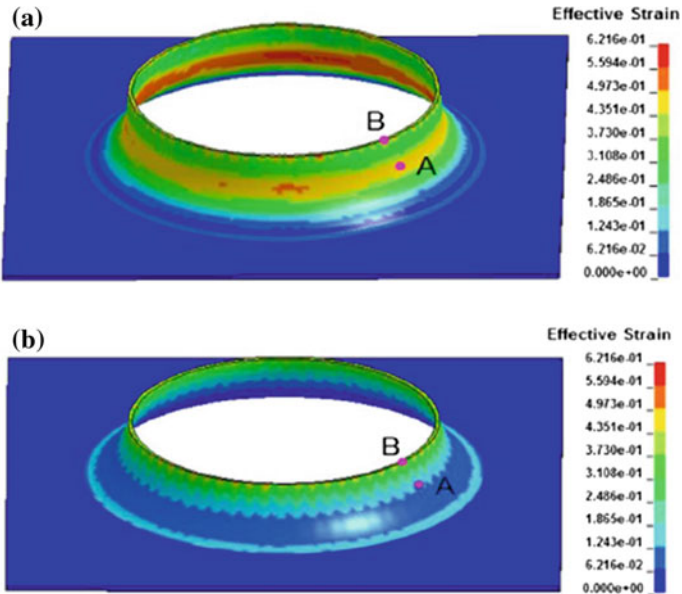 (a)
Effective Strain
6.216e-01
5.594e-01
4.973e-01
4.351e-01
3.730e-01
3.108e-01
2.486e-01
1.865e-01
1.243e-01
6.216e-02
0.000e+00
B
A
(b)
Effective Strain
6.216e-01
5.594e-01
4.973e-01
4.351e-01
3.730e-01
3.108e-01
2.486e-01
1.865e-01
1.243e-01
6.216e-02
0.000e+00
B
A